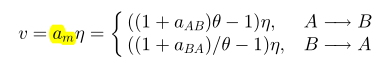 v = a_m η = { ((1 + a_{AB})θ − 1)η, A ⟶ B
((1 + a_{BA})/θ − 1)η, B ⟶ A